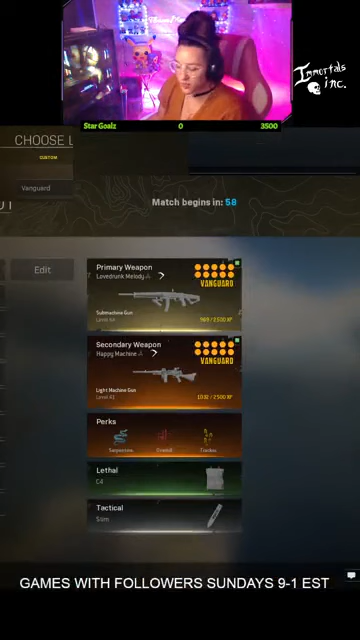 Immortals
inc.
Star Goalz 0 3500
CHOOSE L
CUSTOM
Vanguard
Match begins in: 58
Edit
Primary Weapon
Lovedrunk Melody
VANGUARD
Submachine Gun
Secondary Weapon
Happy Machine
VANGUARD
Light Machine Gun
Perks
Lethal
C4
Tactical
Stim
GAMES WITH FOLLOWERS SUNDAYS 9-1 EST